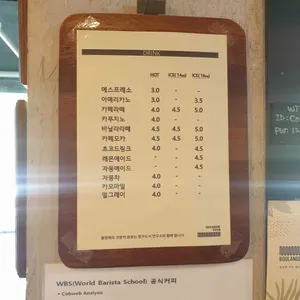 DRINK
HOT ICE(14oz) ICE(16oz)
에스프레소 3.0 - -
아메리카노 3.0 - 3.5
카페라떼 4.0 4.5 5.0
카푸치노 4.0 - -
바닐라라떼 4.5 4.5 5.0
카페모카 4.5 4.5 5.0
초코드링크 4.0 - 4.5
레몬에이드 - - 4.5
자몽에이드 - - 4.5
자몽차 4.0 - -
카모마일 4.0 - -
얼그레이 4.0 - -
WBS(World Barista School) 공식커피
• Cobweb Analysis
BOULANG